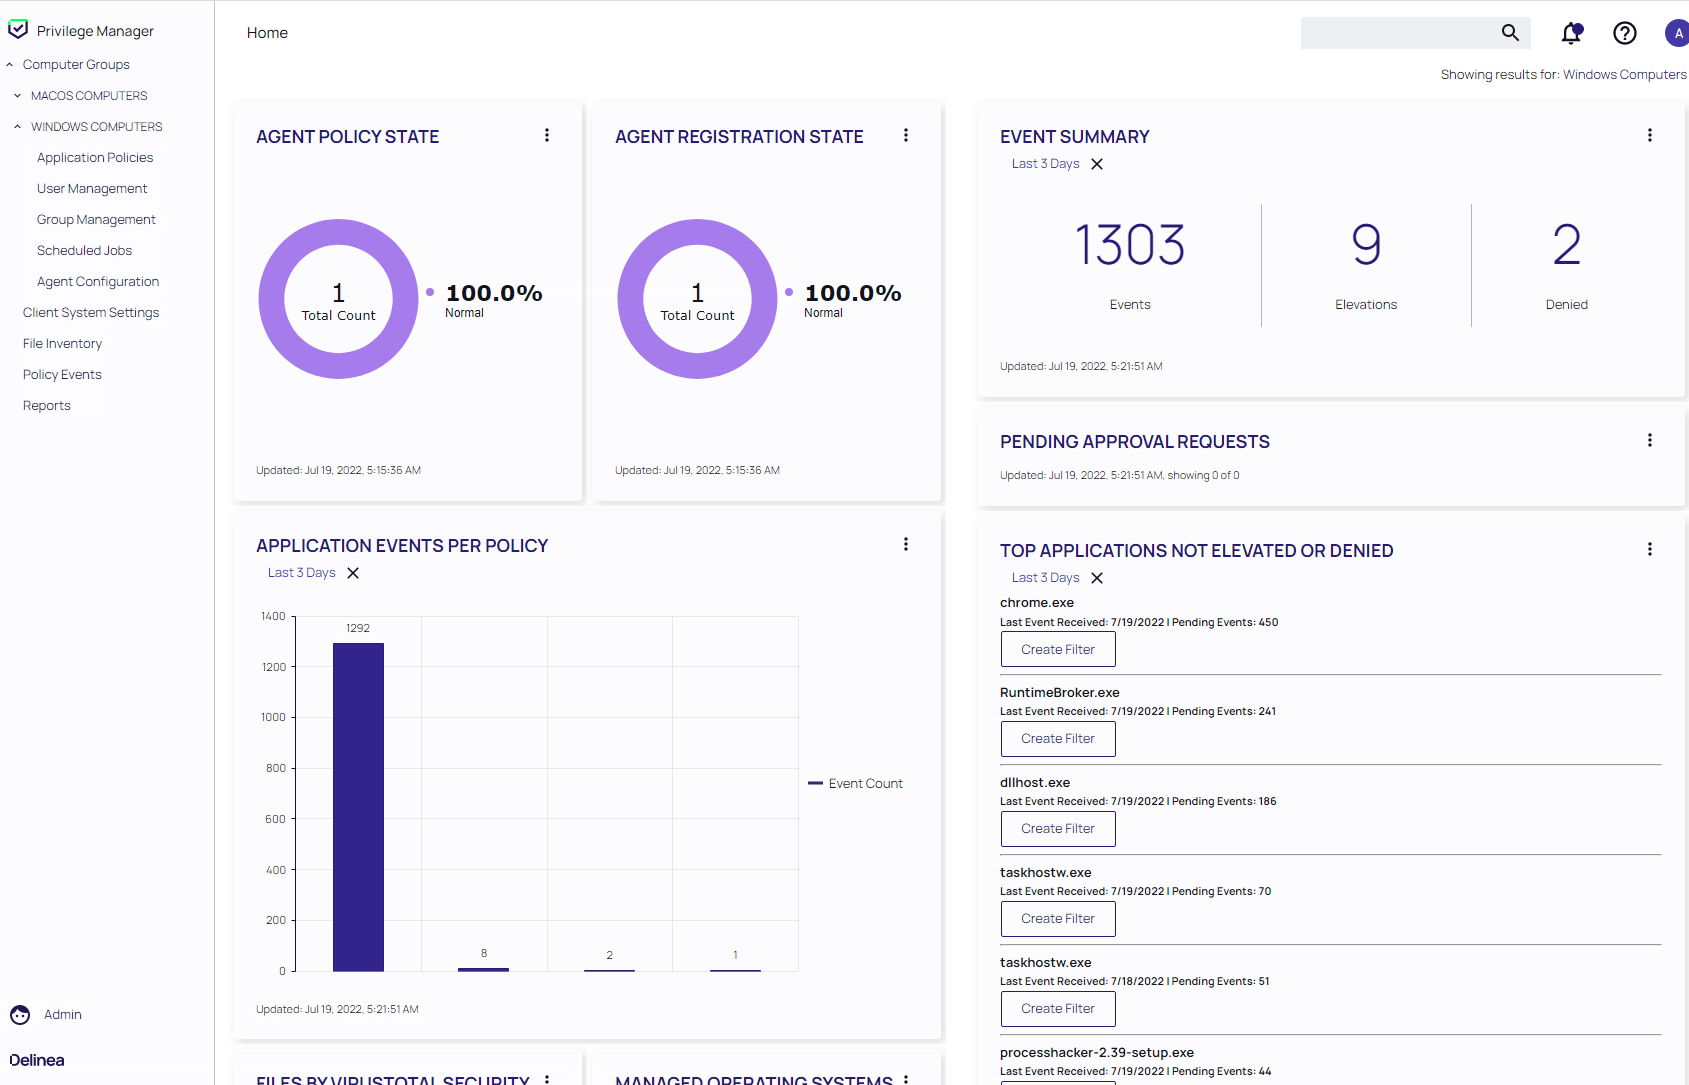 Privilege Manager
Computer Groups
MACOS COMPUTERS
WINDOWS COMPUTERS
Application Policies
User Management
Group Management
Scheduled Jobs
Agent Configuration
Client System Settings
File Inventory
Policy Events
Reports
Admin
Delinea
Home
A
Showing results for: Windows Computers
AGENT POLICY STATE
1
Total Count
100.0%
Normal
Updated: Jul 19, 2022, 5:15:36 AM
AGENT REGISTRATION STATE
1
Total Count
100.0%
Normal
Updated: Jul 19, 2022, 5:15:36 AM
EVENT SUMMARY
Last 3 Days
1303
Events
9
Elevations
2
Denied
Updated: Jul 19, 2022, 5:21:51 AM
PENDING APPROVAL REQUESTS
Updated: Jul 19, 2022, 5:21:51 AM, showing 0 of 0
APPLICATION EVENTS PER POLICY
Last 3 Days
1400
1200
1000
800
600
400
200
0
1292
8
2
1
Event Count
Updated: Jul 19, 2022, 5:21:51 AM
TOP APPLICATIONS NOT ELEVATED OR DENIED
Last 3 Days
chrome.exe
Last Event Received: 7/19/2022 | Pending Events: 450
Create Filter
RuntimeBroker.exe
Last Event Received: 7/19/2022 | Pending Events: 241
Create Filter
dllhost.exe
Last Event Received: 7/19/2022 | Pending Events: 186
Create Filter
taskhostw.exe
Last Event Received: 7/19/2022 | Pending Events: 70
Create Filter
taskhostw.exe
Last Event Received: 7/18/2022 | Pending Events: 51
Create Filter
processhacker-2.39-setup.exe
Last Event Received: 7/19/2022 | Pending Events: 44
FILES BY VIRUSTOTAL SECURITY
MANAGED OPERATING SYSTEMS